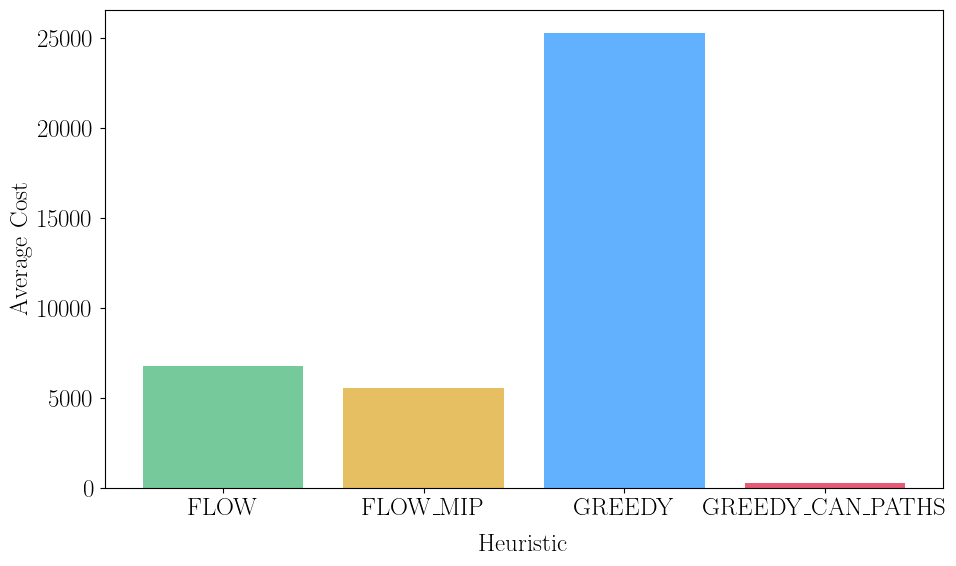 25000
20000
15000
10000
5000
0
Average Cost
FLOW
FLOW_MIP
GREEDY
GREEDY_CAN_PATHS
Heuristic